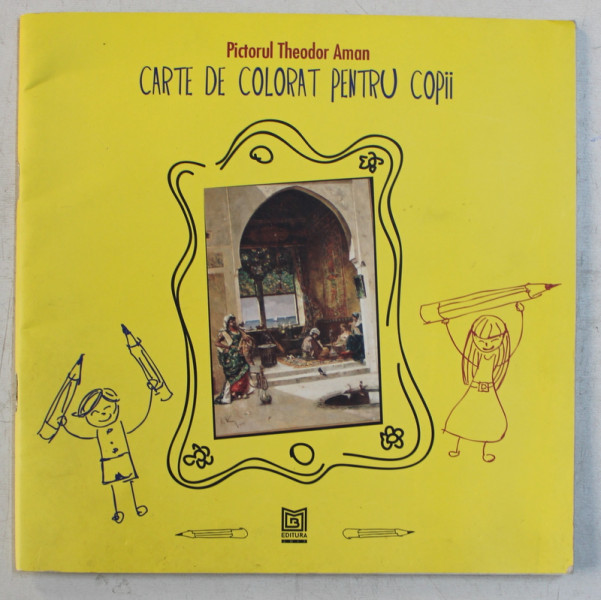 Pictorul Theodor Aman
CARTE DE COLORAT PENTRU COPII
EDITURA